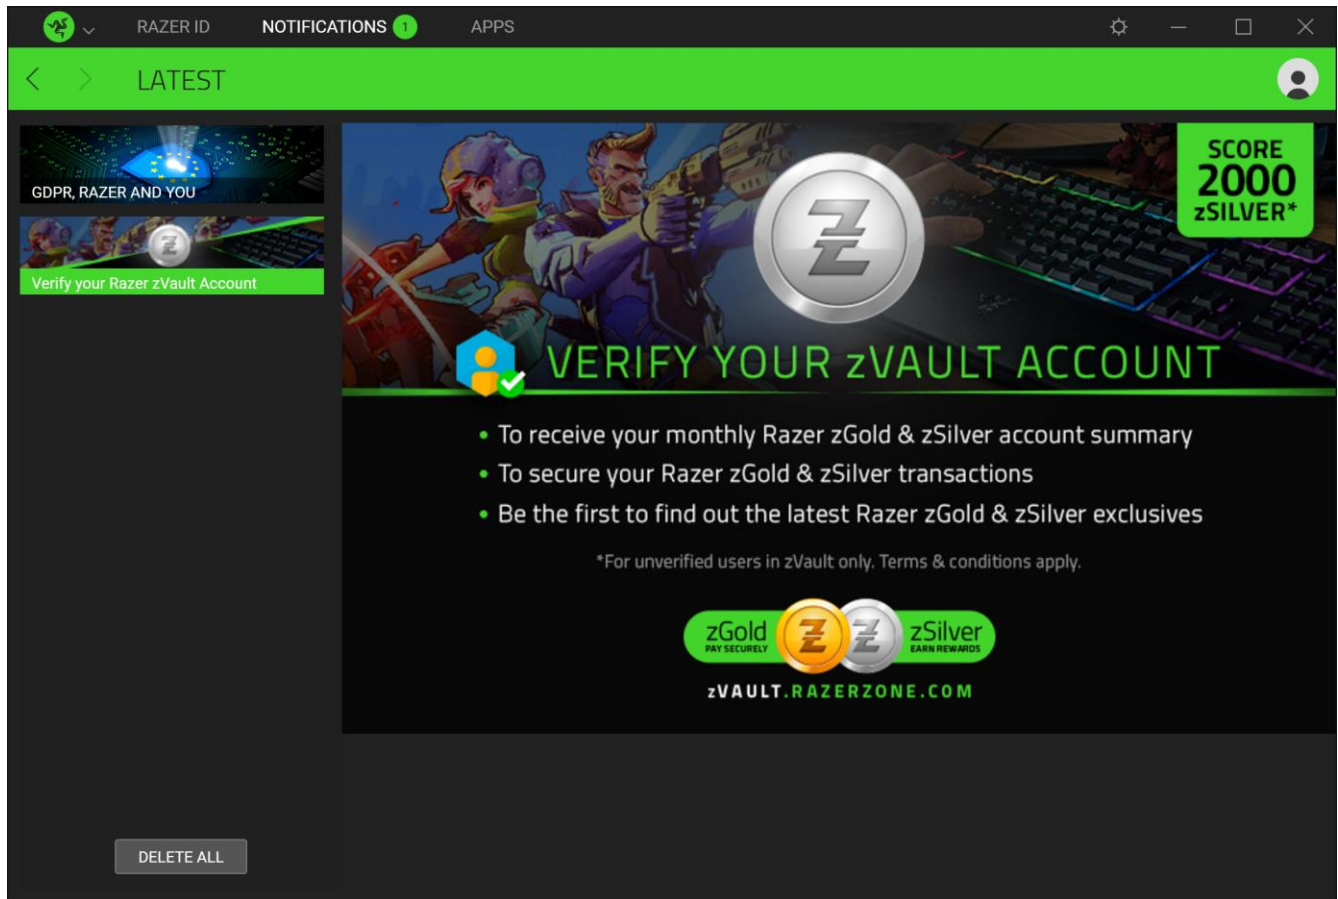 RAZER ID
NOTIFICATIONS 1
APPS
LATEST
GDPR, RAZER AND YOU
Verify your Razer zVault Account
SCORE
2000
zSILVER*
VERIFY YOUR zVAULT ACCOUNT
• To receive your monthly Razer zGold & zSilver account summary
• To secure your Razer zGold & zSilver transactions
• Be the first to find out the latest Razer zGold & zSilver exclusives
*For unverified users in zVault only. Terms & conditions apply.
zGold
PAY SECURELY
zSilver
EARN REWARDS
zVAULT.RAZERZONE.COM
DELETE ALL